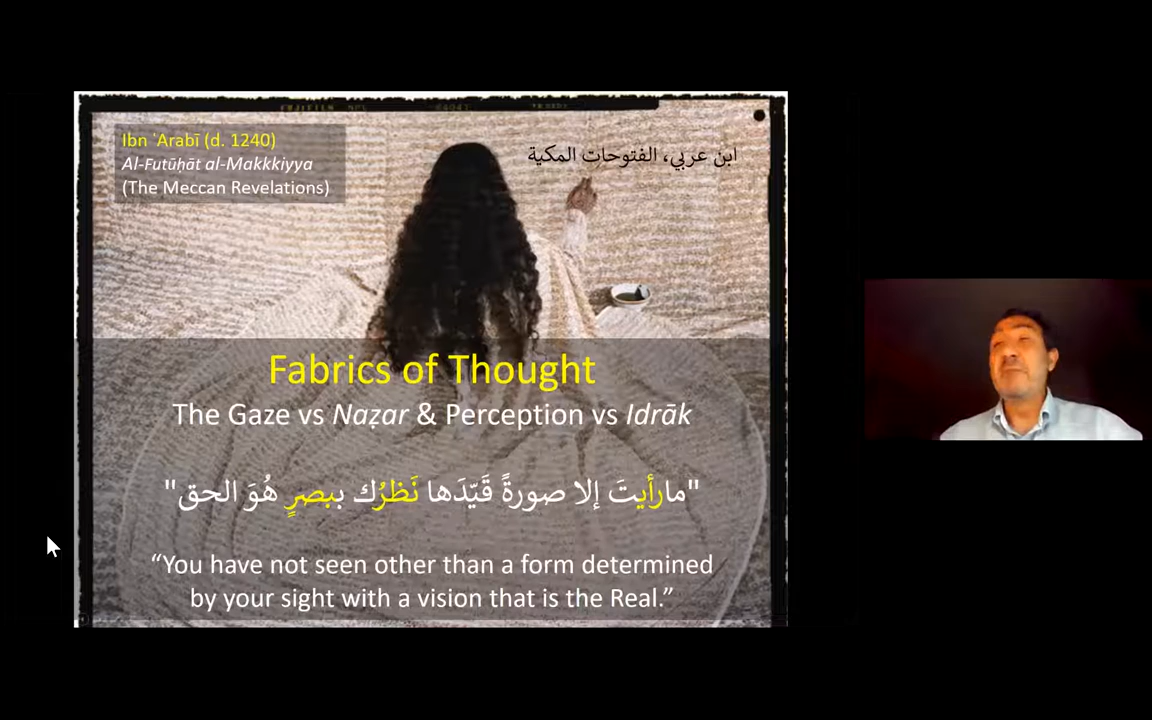 Ibn ʿArabī (d. 1240)
Al-Futūḥāt al-Makkkiyya
(The Meccan Revelations)
ابن عربي، الفتوحات المكية
Fabrics of Thought
The Gaze vs Naẓar & Perception vs Idrāk
"مارأيتَ إلا صورةً قَيّدَها نَظرُك ببصرٍ هُوَ الحق"
“You have not seen other than a form determined
by your sight with a vision that is the Real.”